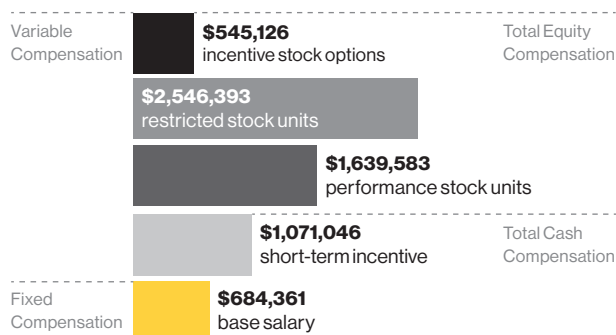 Variable
Compensation
$545,126
incentive stock options
Total Equity
Compensation
$2,546,393
restricted stock units
$1,639,583
performance stock units
$1,071,046
short-term incentive
Total Cash
Compensation
Fixed
Compensation
$684,361
base salary